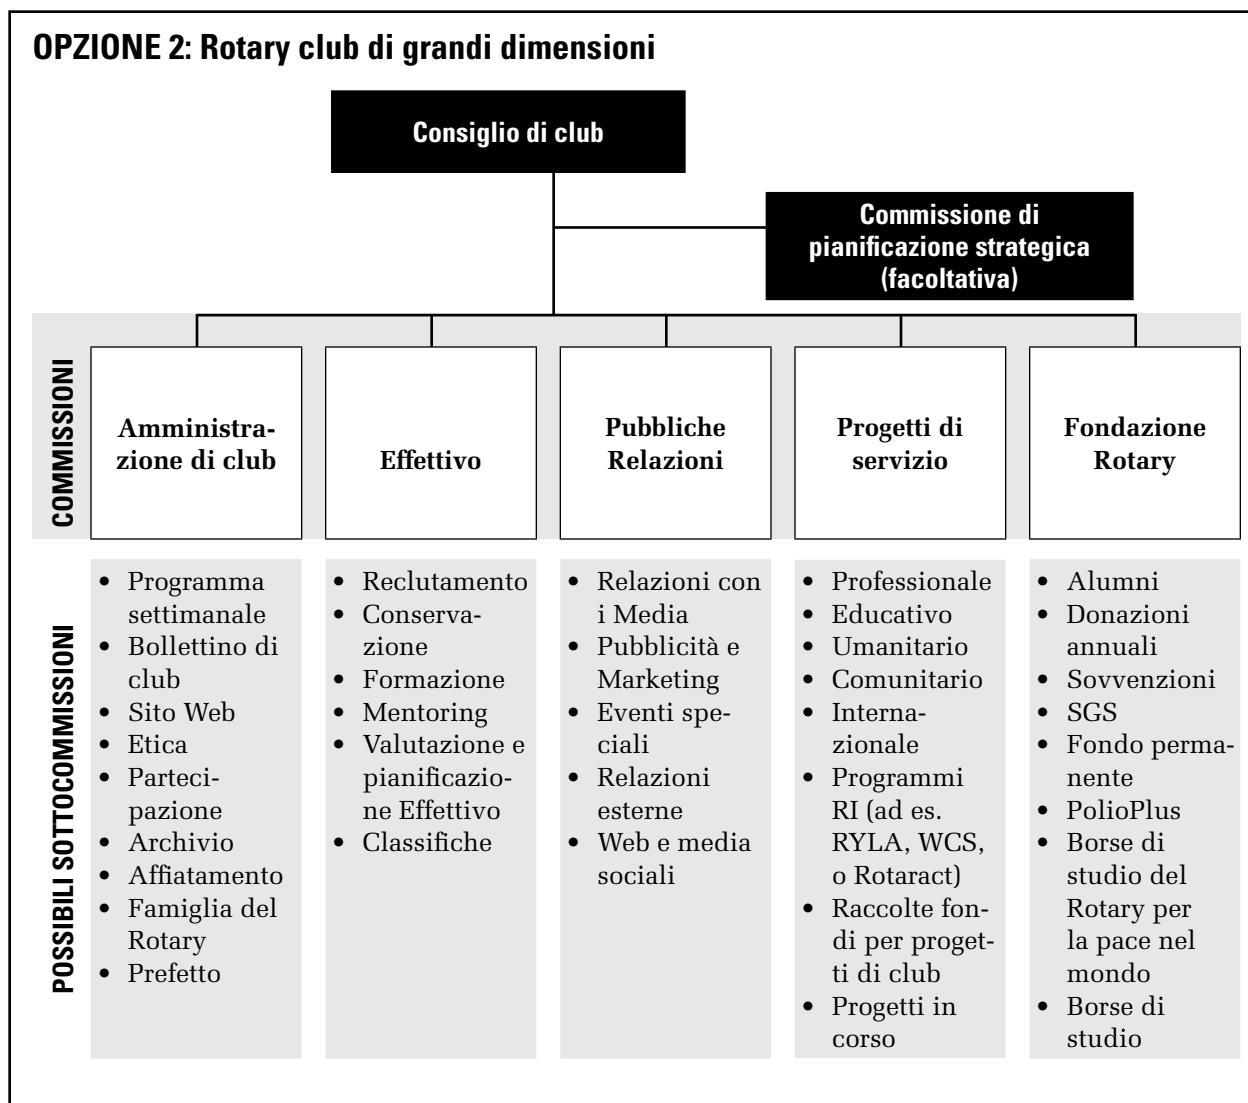 OPZIONE 2: Rotary club di grandi dimensioni
Consiglio di club
Commissione di
pianificazione strategica
(facoltativa)
COMMISSIONI
Amministra-
zione di club
Effettivo
Pubbliche
Relazioni
Progetti di
servizio
Fondazione
Rotary
POSSIBILI SOTTOCOMMISSIONI
• Programma
settimanale
• Bollettino di
club
• Sito Web
• Etica
• Parteci-
pazione
• Archivio
• Affiatamento
• Famiglia del
Rotary
• Prefetto
• Reclutamento
• Conserva-
zione
• Formazione
• Mentoring
• Valutazione e
pianificazio-
ne Effettivo
• Classifiche
• Relazioni con
i Media
• Pubblicità e
Marketing
• Eventi spe-
ciali
• Relazioni
esterne
• Web e media
sociali
• Professionale
• Educativo
• Umanitario
• Comunitario
• Interna-
zionale
• Programmi
RI (ad es.
RYLA, WCS,
o Rotaract)
• Raccolte fon-
di per proget-
ti di club
• Progetti in
corso
• Alumni
• Donazioni
annuali
• Sovvenzioni
• SGS
• Fondo perma-
nente
• PolioPlus
• Borse di
studio del
Rotary per
la pace nel
mondo
• Borse di
studio